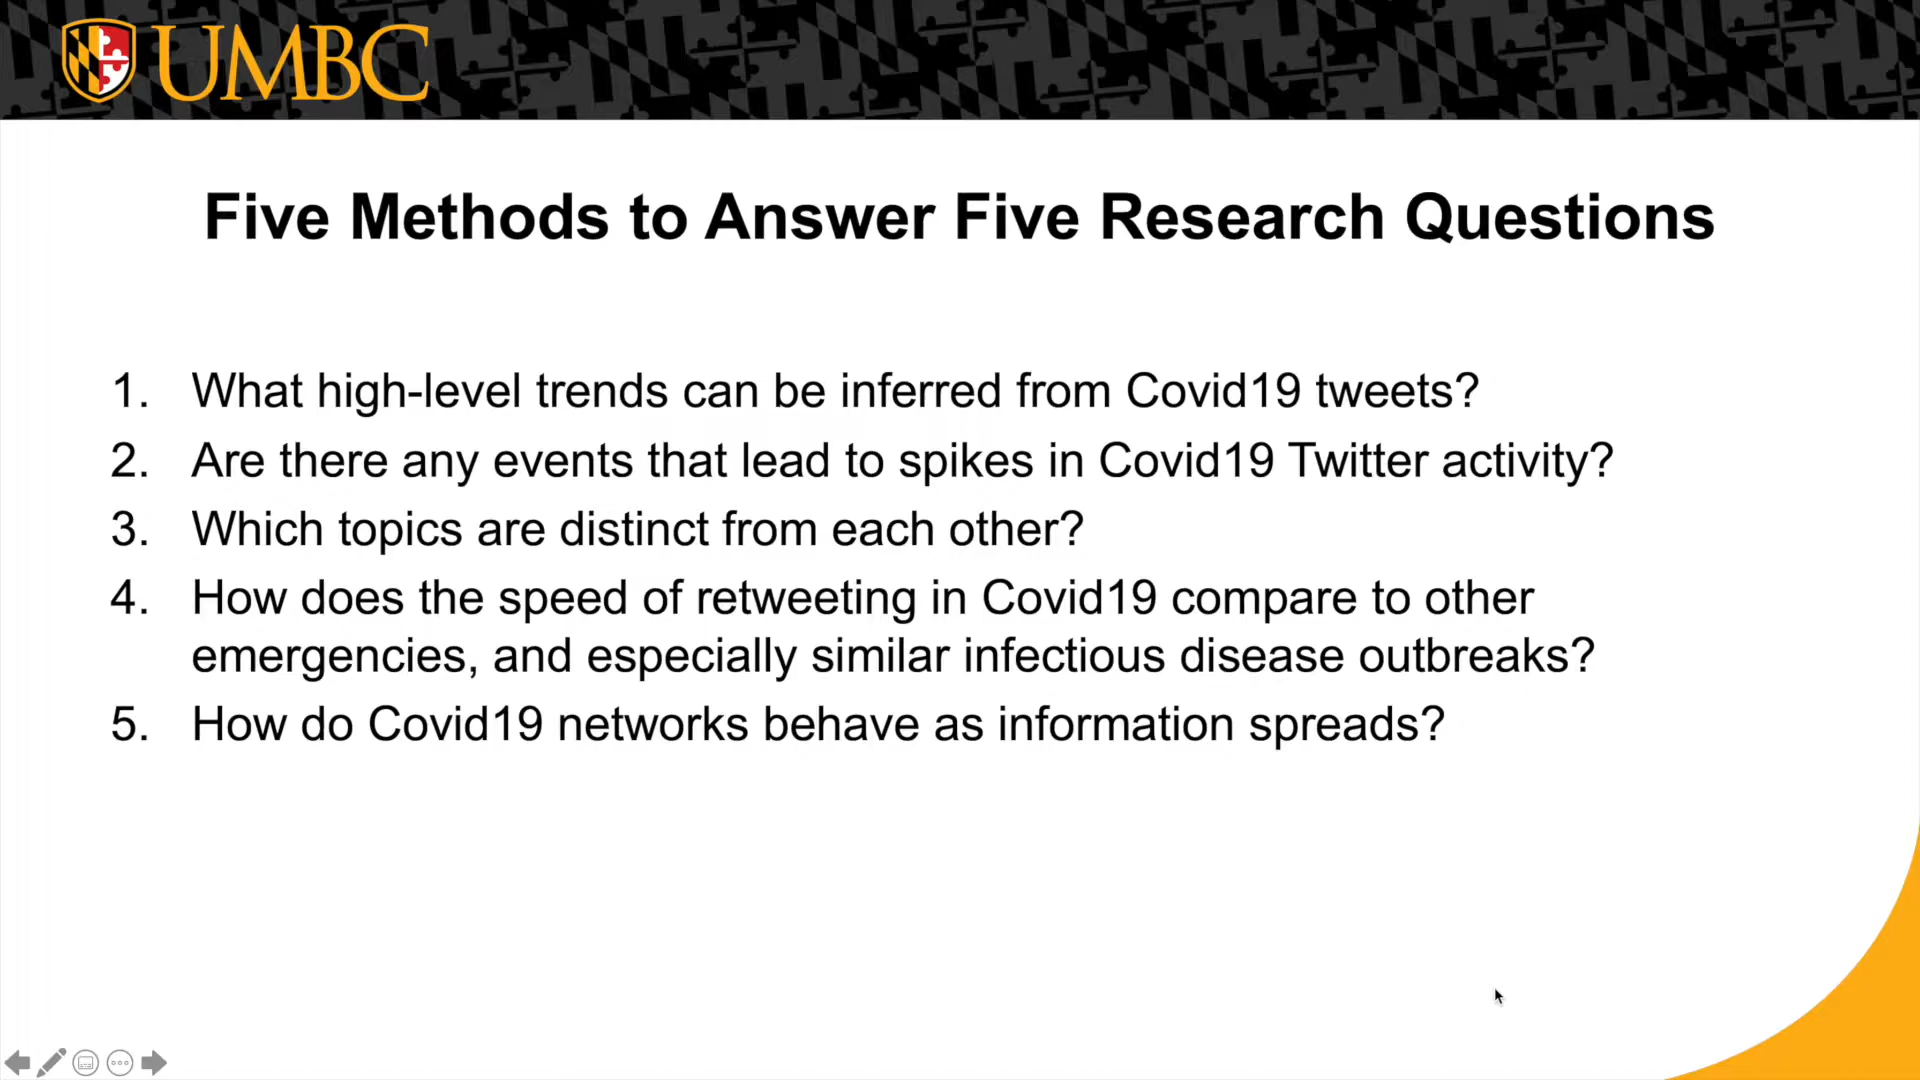 UMBC
Five Methods to Answer Five Research Questions
1. What high-level trends can be inferred from Covid19 tweets?
2. Are there any events that lead to spikes in Covid19 Twitter activity?
3. Which topics are distinct from each other?
4. How does the speed of retweeting in Covid19 compare to other
emergencies, and especially similar infectious disease outbreaks?
5. How do Covid19 networks behave as information spreads?